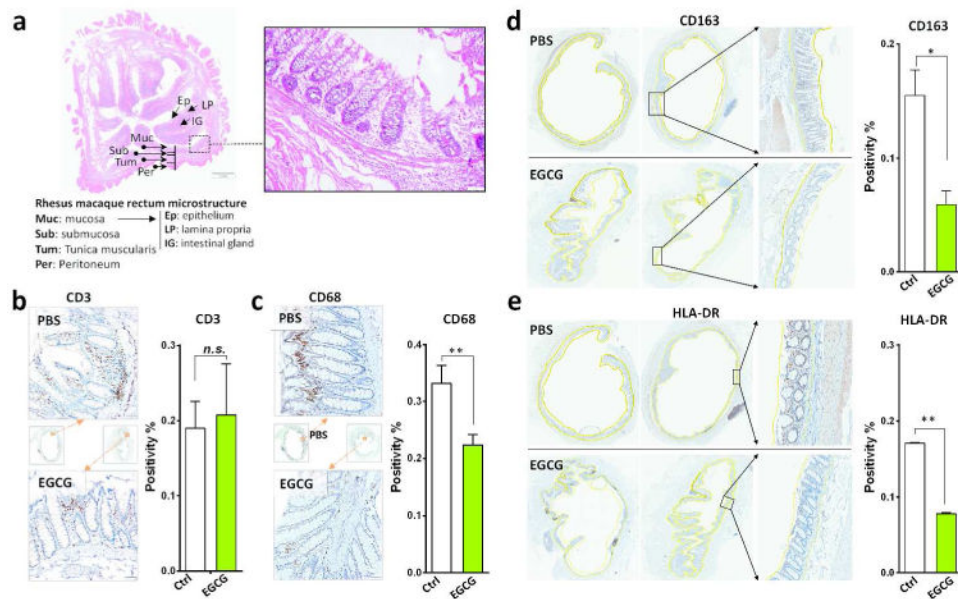 a
Ep
LP
IG
Muc
Sub
Tum
Per
Rhesus macaque rectum microstructure
Muc: mucosa
Sub: submucosa
Tum: Tunica muscularis
Per: Peritoneum
Ep: epithelium
LP: lamina propria
IG: intestinal gland
b
CD3
PBS
EGCG
CD3
n.s.
Positivity %
0.3
0.2
0.1
0.0
Ctrl
EGCG
c
CD68
PBS
PBS
EGCG
CD68
**
Positivity %
0.4
0.3
0.2
0.1
0.0
Ctrl
EGCG
d
CD163
PBS
EGCG
CD163
*
Positivity %
0.2
0.1
0.0
Ctrl
EGCG
e
HLA-DR
PBS
EGCG
HLA-DR
**
Positivity %
0.3
0.2
0.1
0.0
Ctrl
EGCG